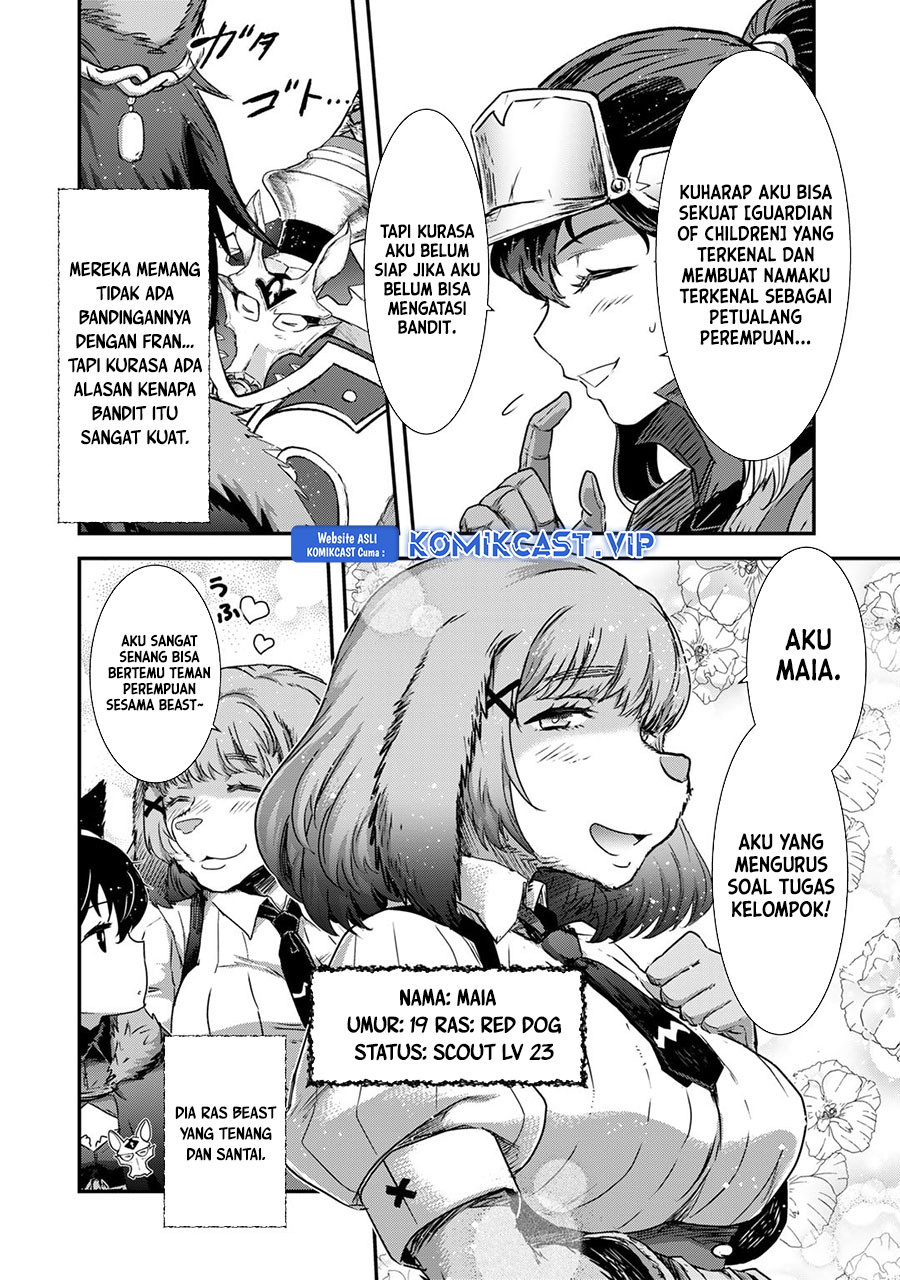 KUHARAP AKU BISA
SEKUAT [GUARDIAN
OF CHILDREN] YANG
TERKENAL DAN
MEMBUAT NAMAKU
TERKENAL SEBAGAI
PETUALANG
PEREMPUAN...
TAPI KURASA
AKU BELUM
SIAP JIKA AKU
BELUM BISA
MENGATASI
BANDIT.
ガタ
ゴト…
MEREKA MEMANG
TIDAK ADA
BANDINGANNYA
DENGAN FRAN...
TAPI KURASA ADA
ALASAN KENAPA
BANDIT ITU
SANGAT KUAT.
Website ASLI
KOMIKCAST Cuma :
KOMIKCAST.VIP
AKU
MAIA.
AKU YANG
MENGURUS
SOAL TUGAS
KELOMPOK!
うふ
AKU SANGAT
SENANG BISA
BERTEMU TEMAN
PEREMPUAN
SESAMA BEAST~
NAMA: MAIA
UMUR: 19 RAS: RED DOG
STATUS: SCOUT LV 23
DIA RAS BEAST
YANG TENANG
DAN SANTAI.